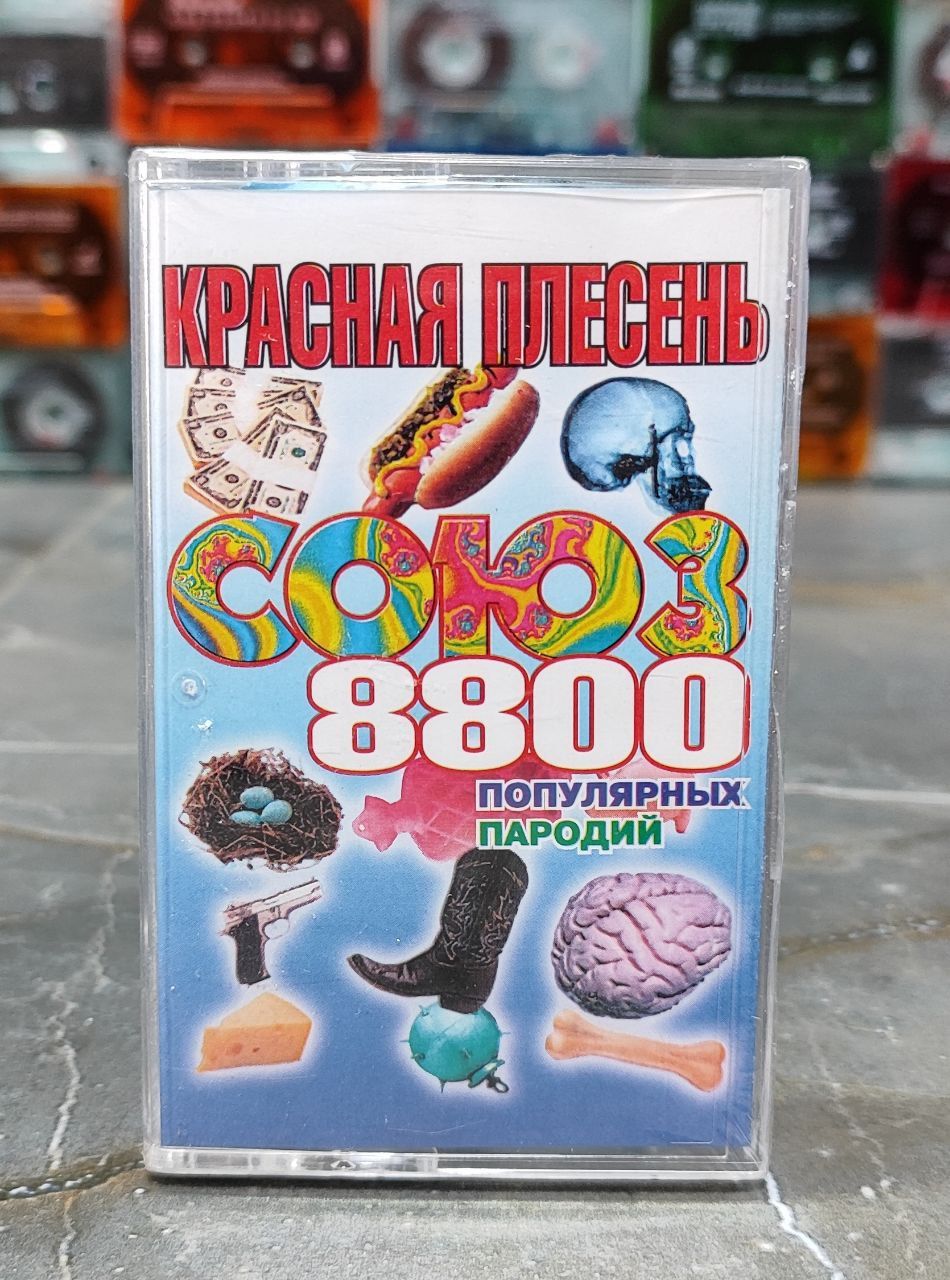 КРАСНАЯ ПЛЕСЕНЬ
СОЮЗ
8800
ПОПУЛЯРНЫХ
ПАРОДИЙ